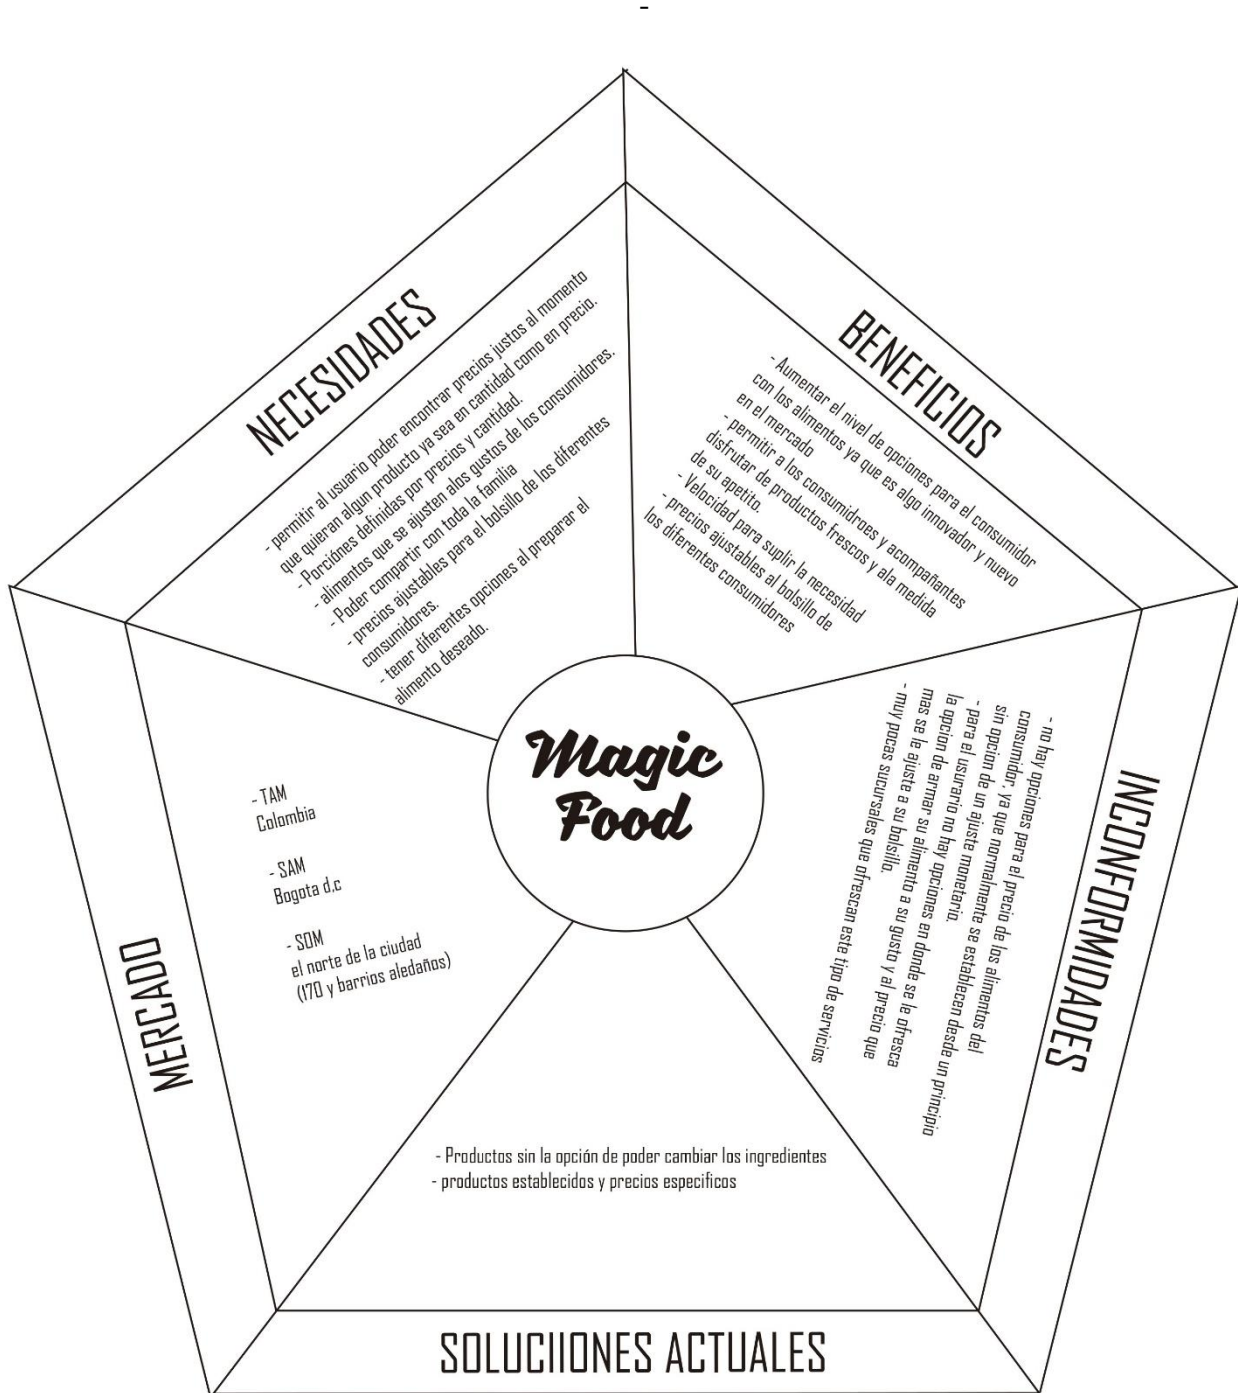 -
NECESIDADES
- permitir al usuario poder encontrar precios justos al momento
que quieran algun producto ya sea en cantidad como en precio.
- Porciónes definidas por precios y cantidad.
- alimentos que se ajusten alos gustos de los consumidores.
- Poder compartir con toda la familia
- precios ajustables para el bolsillo de los diferentes
consumidores.
- tener diferentes opciones al preparar el
alimento deseado.
BENEFICIOS
- Aumentar el nivel de opciones para el consumidor
con los alimentos ya que es algo innovador y nuevo
en el mercado
- permitir a los consumidroes y acompañantes
disfrutar de productos frescos y ala medida
de su apetito.
- Velocidad para suplir la necesidad
- precios ajustables al bolsillo de
los diferentes consumidores
Magic
Food
INCONFORMIDADES
- no hay opciones para el precio de los alimentos del
consumidor, ya que normalmente se establecen desde un principio
sin opcion de un ajuste monetario.
- para el usurario no hay opciones en donde se le ofresca
la opcion de armar su alimento a su gusto y al precio que
mas se le ajuste a su bolsillo.
- muy pocas sucursales que ofrescan este tipo de servicios
MERCADO
- TAM
Colombia
- SAM
Bogota d.c
- SOM
el norte de la ciudad
(170 y barrios aledaños)
- Productos sin la opción de poder cambiar los ingredientes
- productos establecidos y precios especificos
SOLUCIIONES ACTUALES